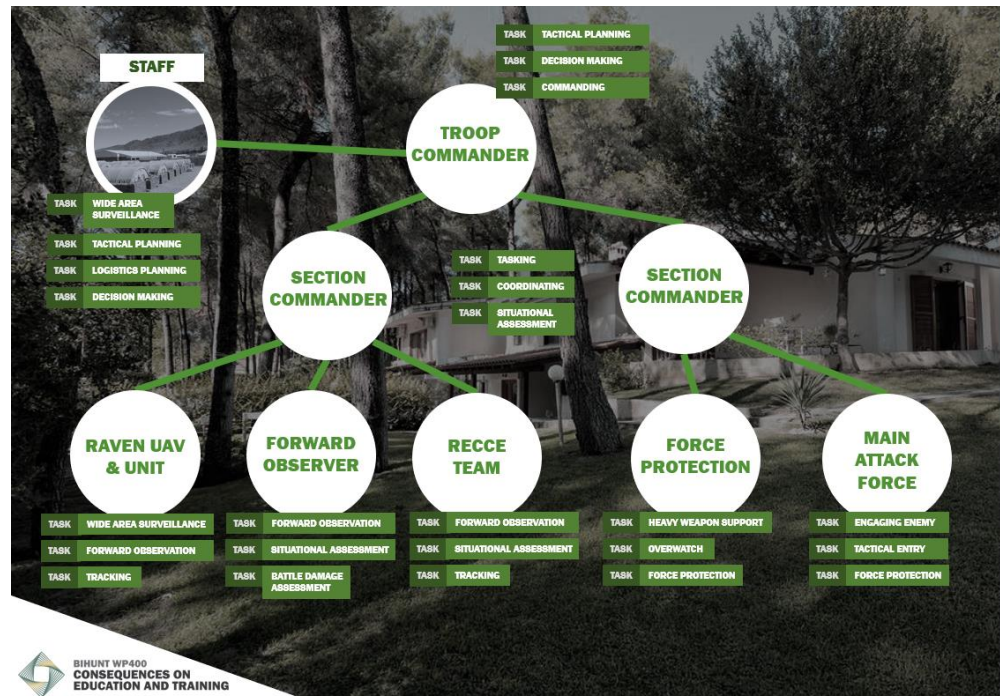 TASK TACTICAL PLANNING
TASK DECISION MAKING
TASK COMMANDING
STAFF
TROOP
COMMANDER
TASK WIDE AREA
SURVEILLANCE
TASK TACTICAL PLANNING
TASK LOGISTICS PLANNING
TASK DECISION MAKING
SECTION
COMMANDER
TASK TASKING
TASK COORDINATING
TASK SITUATIONAL
ASSESSMENT
SECTION
COMMANDER
RAVEN UAV
& UNIT
TASK WIDE AREA SURVEILLANCE
TASK FORWARD OBSERVATION
TASK TRACKING
FORWARD
OBSERVER
TASK FORWARD OBSERVATION
TASK SITUATIONAL ASSESSMENT
TASK BATTLE DAMAGE
ASSESSMENT
RECCE
TEAM
TASK FORWARD OBSERVATION
TASK SITUATIONAL ASSESSMENT
TASK TRACKING
FORCE
PROTECTION
TASK HEAVY WEAPON SUPPORT
TASK OVERWATCH
TASK FORCE PROTECTION
MAIN
ATTACK
FORCE
TASK ENGAGING ENEMY
TASK TACTICAL ENTRY
TASK FORCE PROTECTION
BIHUNT WP400
CONSEQUENCES ON
EDUCATION AND TRAINING